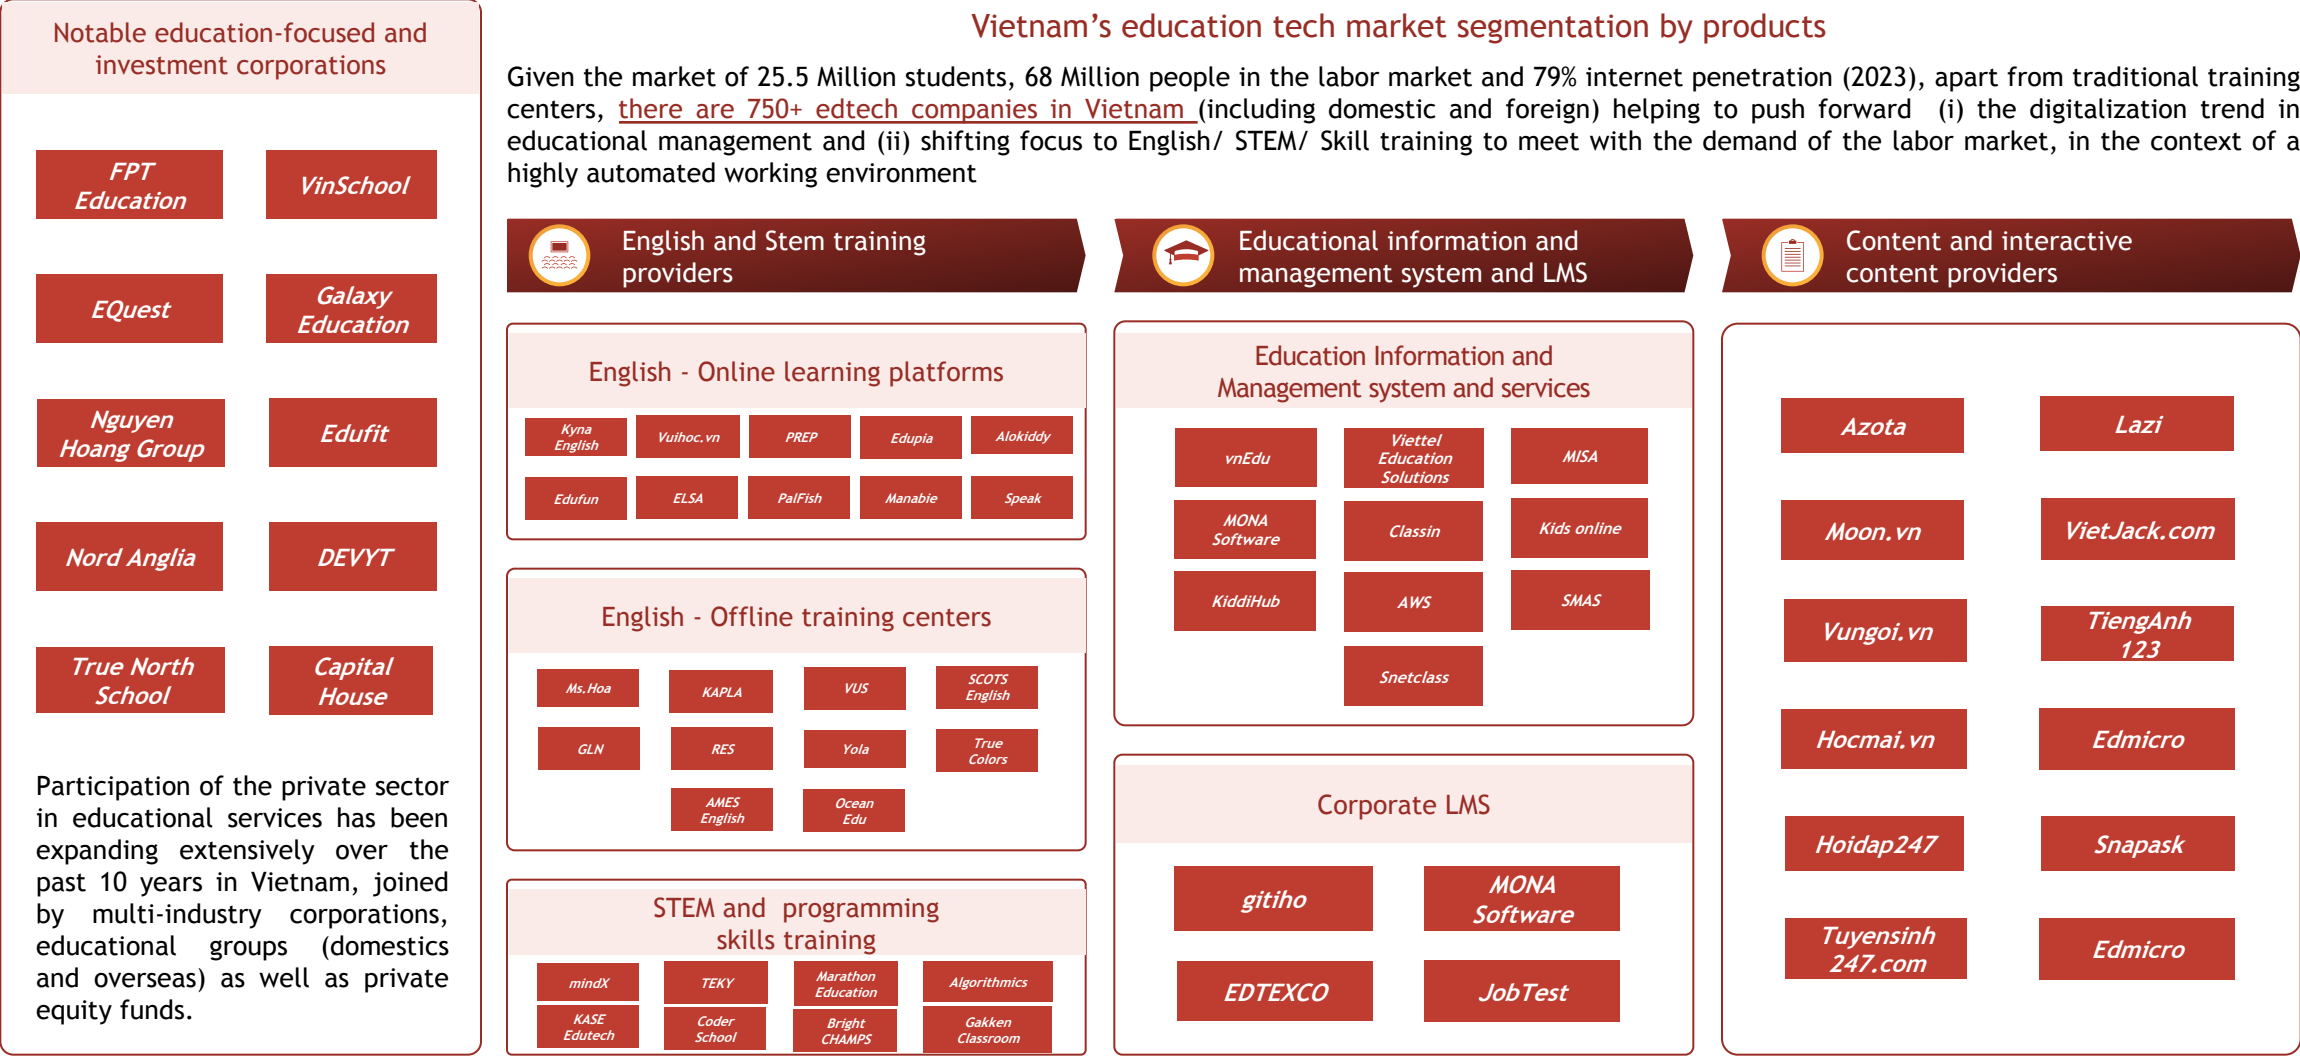 Notable education-focused and
investment corporations
FPT
Education
VinSchool
EQuest
Galaxy
Education
Nguyen
Hoang Group
Edufit
Nord Anglia
DEVYT
True North
School
Capital
House
Participation of the private sector
in educational services has been
expanding extensively over the
past 10 years in Vietnam, joined
by multi-industry corporations,
educational groups (domestics
and overseas) as well as private
equity funds.
Vietnam’s education tech market segmentation by products
Given the market of 25.5 Million students, 68 Million people in the labor market and 79% internet penetration (2023), apart from traditional training
centers, there are 750+ edtech companies in Vietnam (including domestic and foreign) helping to push forward (i) the digitalization trend in
educational management and (ii) shifting focus to English/ STEM/ Skill training to meet with the demand of the labor market, in the context of a
highly automated working environment
English and Stem training
providers
English - Online learning platforms
Kyna
English
Vuihoc.vn
PREP
Edupia
Alokiddy
Edufun
ELSA
PalFish
Manabie
Speak
English - Offline training centers
Ms.Hoa
KAPLA
VUS
SCOTS
English
GLN
RES
Yola
True
Colors
AMES
English
Ocean
Edu
STEM and programming
skills training
mindX
TEKY
Marathon
Education
Algorithmics
KASE
Edutech
Coder
School
Bright
CHAMPS
Gakken
Classroom
Educational information and
management system and LMS
Education Information and
Management system and services
vnEdu
Viettel
Education
Solutions
MISA
MONA
Software
Classin
Kids online
KiddiHub
AWS
SMAS
Snetclass
Corporate LMS
gitiho
MONA
Software
EDTEXCO
JobTest
Content and interactive
content providers
Azota
Lazi
Moon.vn
VietJack.com
Vungoi.vn
TiengAnh
123
Hocmai.vn
Edmicro
Hoidap247
Snapask
Tuyensinh
247.com
Edmicro